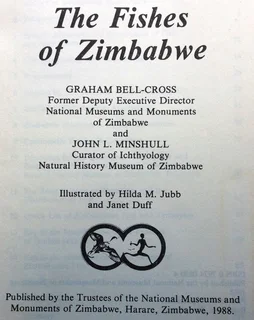 The Fishes
of Zimbabwe
GRAHAM BELL-CROSS
Former Deputy Executive Director
National Museums and Monuments
of Zimbabwe
and
JOHN L. MINSHULL
Curator of Ichthyology
Natural History Museum of Zimbabwe
Illustrated by Hilda M. Jubb
and Janet Duff
Published by the Trustees of the National Museums and
Monuments of Zimbabwe, Harare, Zimbabwe, 1988.